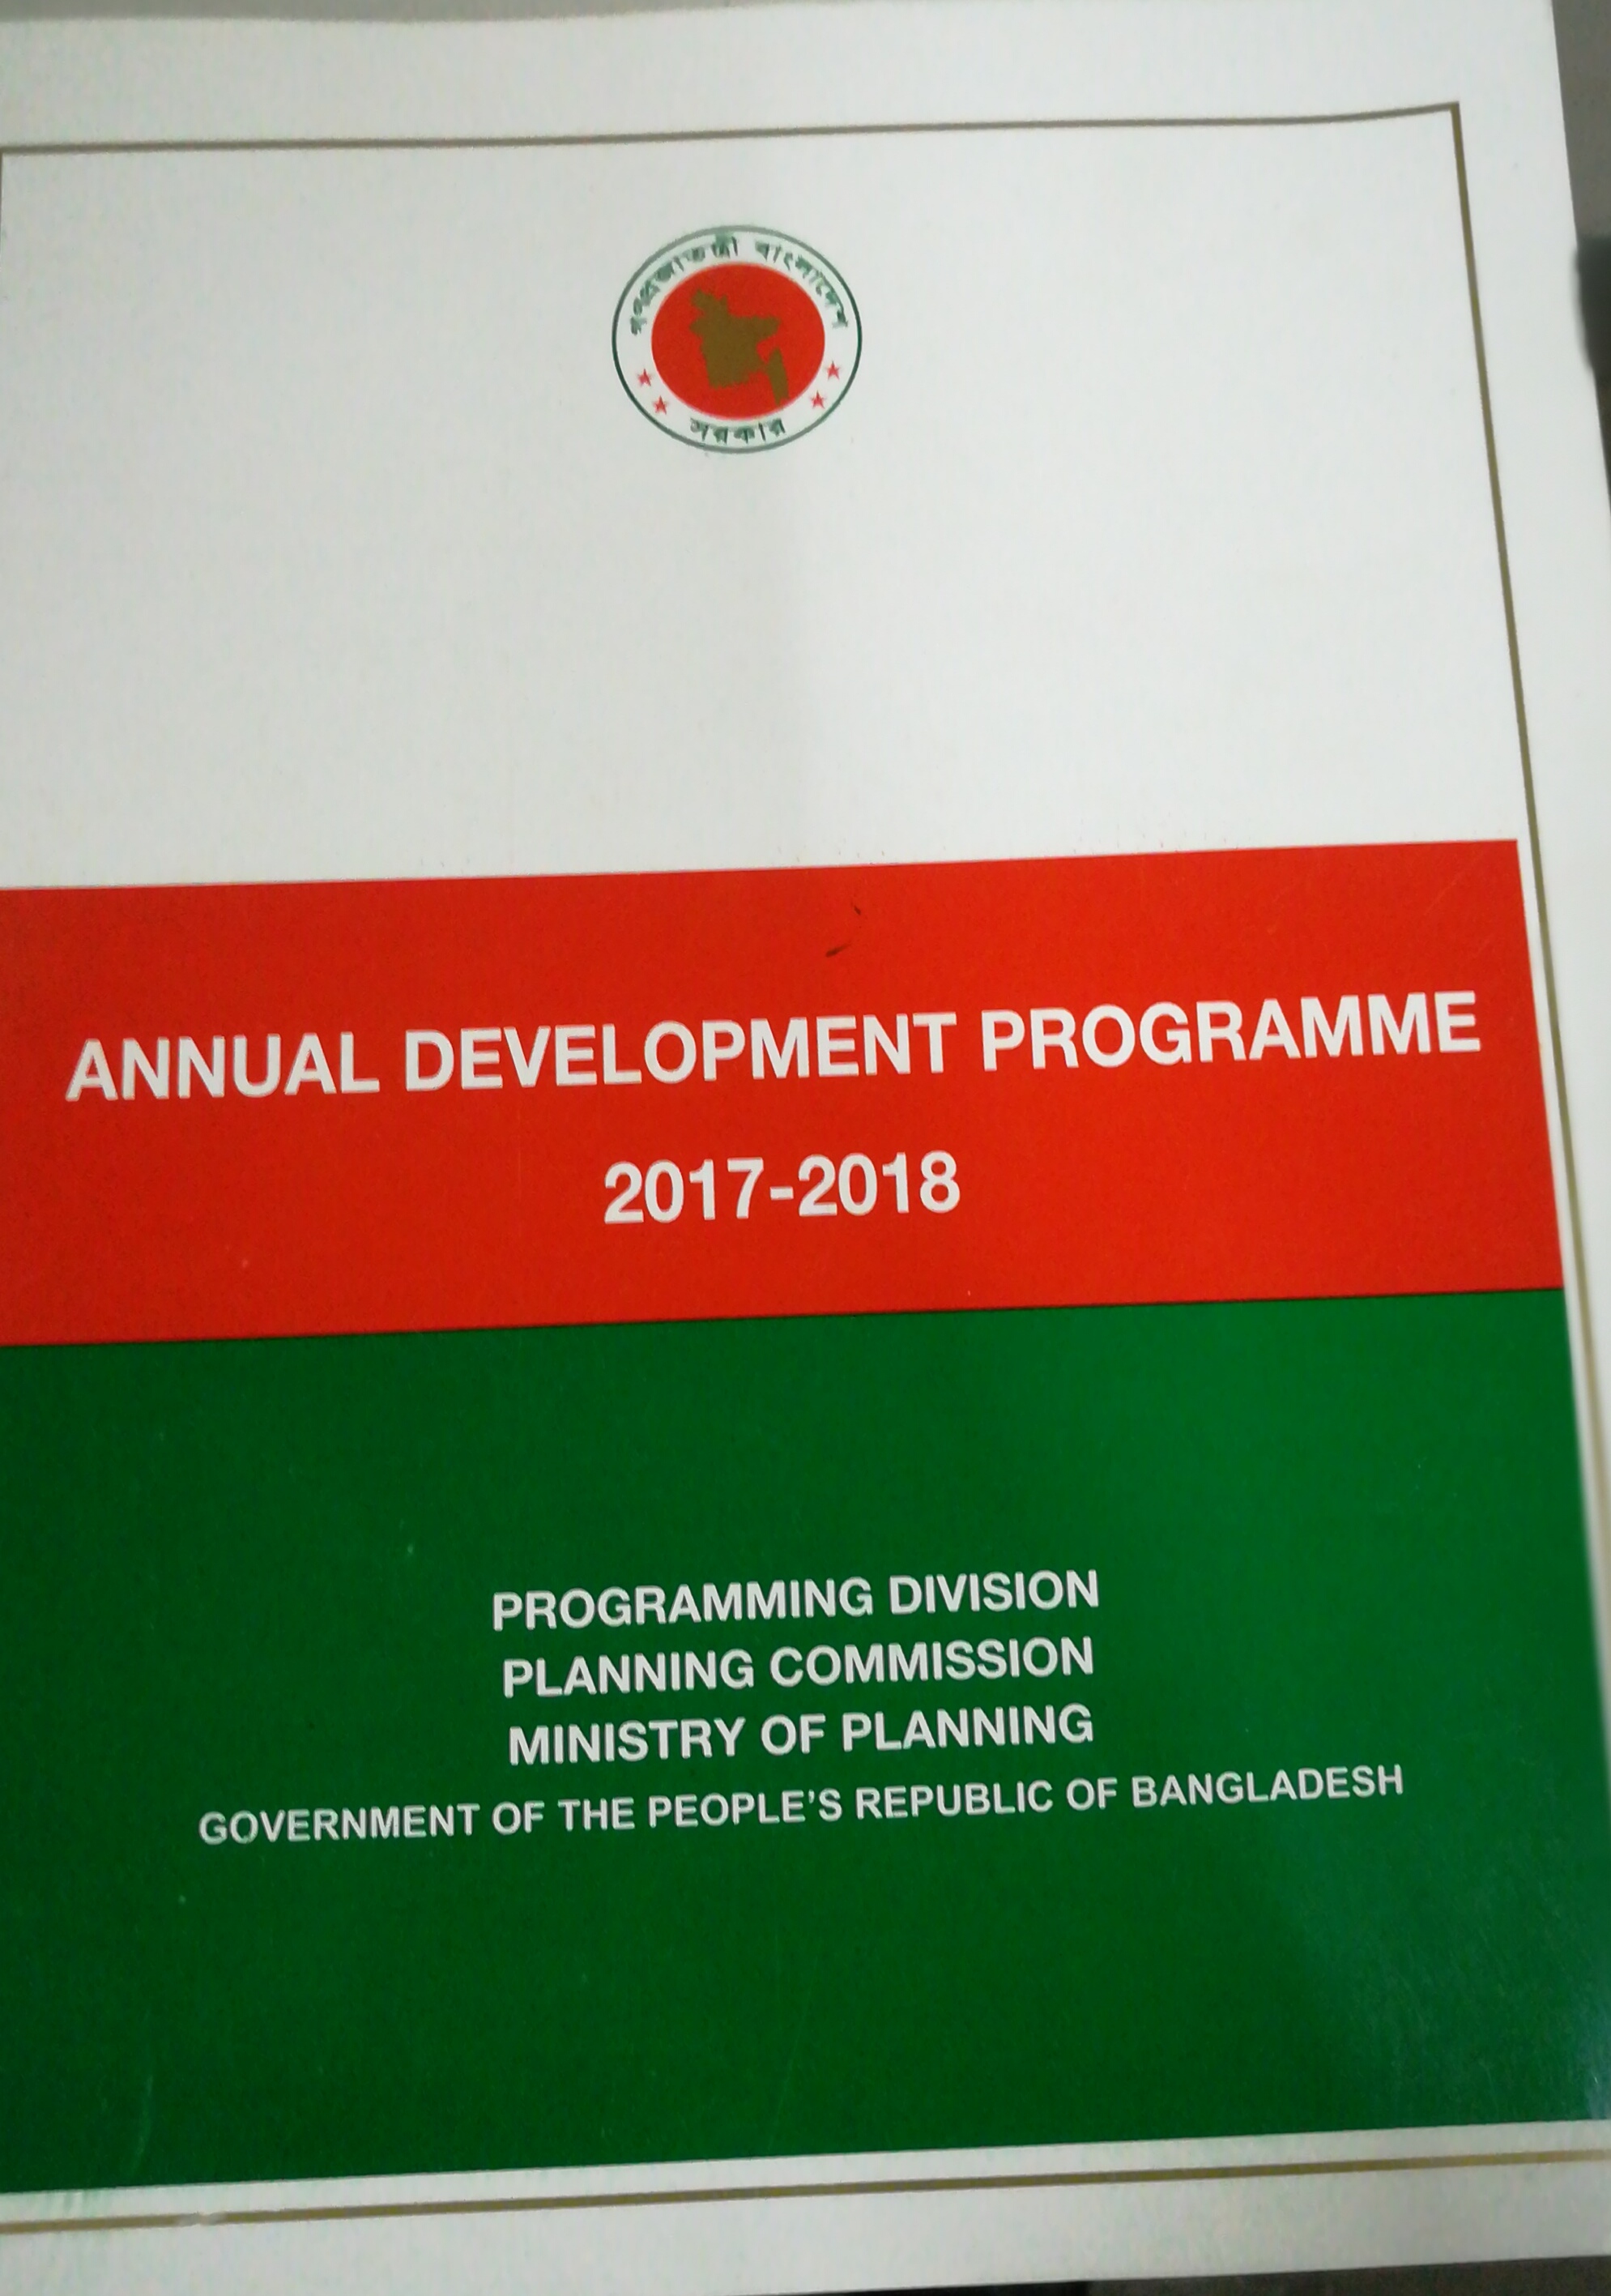 গণপ্রজাতন্ত্রী বাংলাদেশ
সরকার
ANNUAL DEVELOPMENT PROGRAMME
2017-2018
PROGRAMMING DIVISION
PLANNING COMMISSION
MINISTRY OF PLANNING
GOVERNMENT OF THE PEOPLE'S REPUBLIC OF BANGLADESH